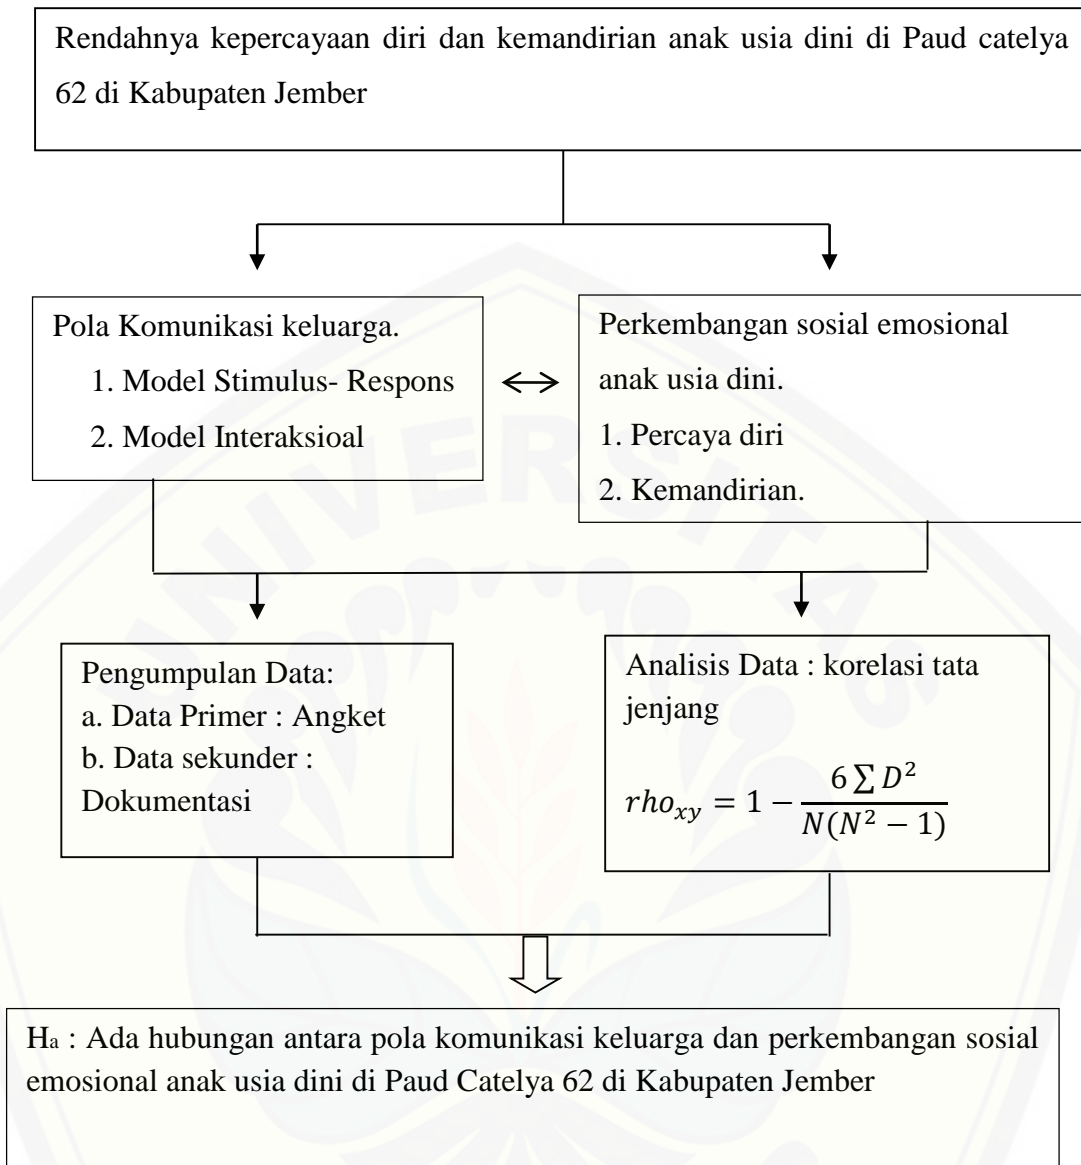 Rendahnya kepercayaan diri dan kemandirian anak usia dini di Paud catelya
62 di Kabupaten Jember
Pola Komunikasi keluarga.
1. Model Stimulus- Respons
2. Model Interaksioal
Perkembangan sosial emosional
anak usia dini.
1. Percaya diri
2. Kemandirian.
Pengumpulan Data:
a. Data Primer : Angket
b. Data sekunder :
Dokumentasi
Analisis Data : korelasi tata
jenjang
rho_xy = 1 − 6 ∑ D² / N(N² − 1)
Ha : Ada hubungan antara pola komunikasi keluarga dan perkembangan sosial
emosional anak usia dini di Paud Catelya 62 di Kabupaten Jember
UNIVERSITAS